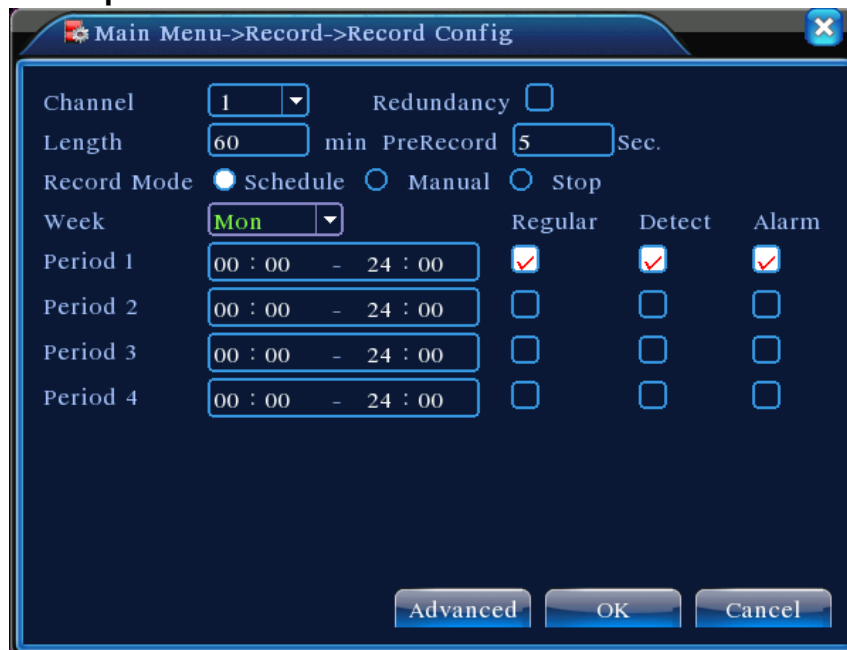 Main Menu->Record->Record Config
Channel 1 Redundancy
Length 60 min PreRecord 5 Sec.
Record Mode Schedule Manual Stop
Week Mon Regular Detect Alarm
Period 1 00 : 00 - 24 : 00
Period 2 00 : 00 - 24 : 00
Period 3 00 : 00 - 24 : 00
Period 4 00 : 00 - 24 : 00
Advanced OK Cancel